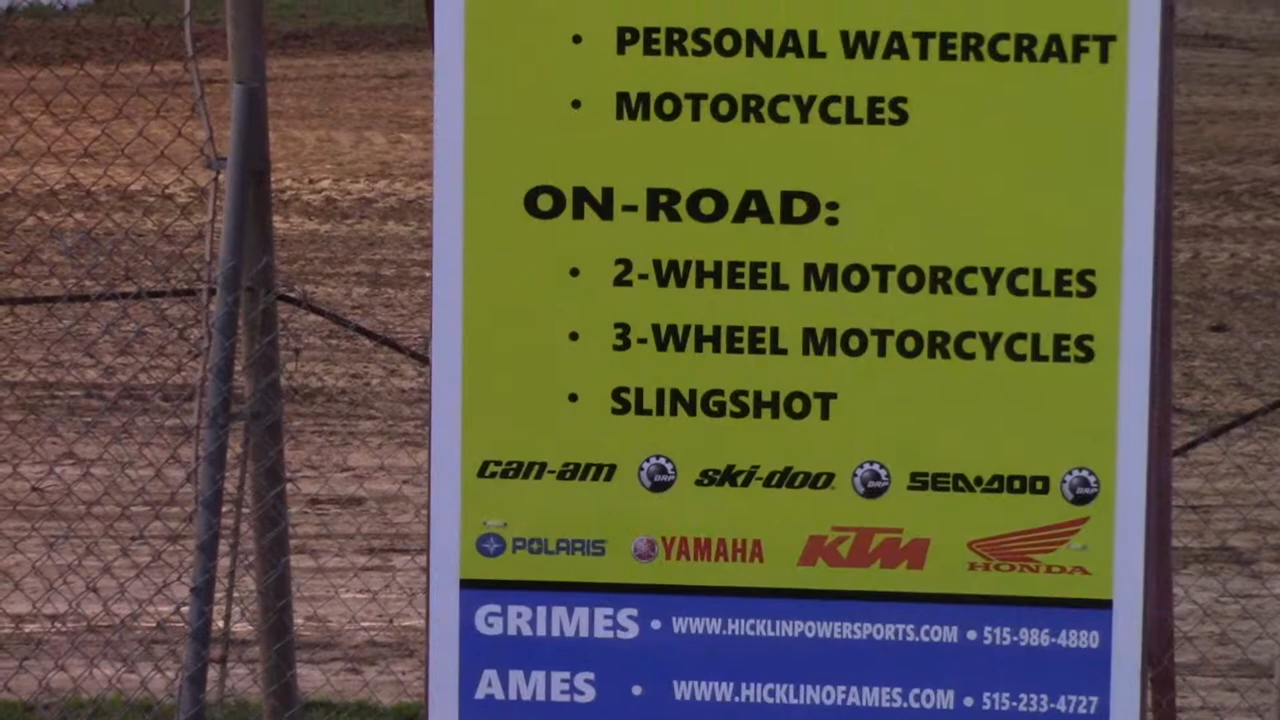 • PERSONAL WATERCRAFT
• MOTORCYCLES
ON-ROAD:
• 2-WHEEL MOTORCYCLES
• 3-WHEEL MOTORCYCLES
• SLINGSHOT
can-am BRP ski-doo BRP SEA-DOO BRP
POLARIS YAMAHA KTM HONDA
GRIMES • WWW.HICKLINPOWERSPORTS.COM • 515-986-4880
AMES • WWW.HICKLINOFAMES.COM • 515-233-4727